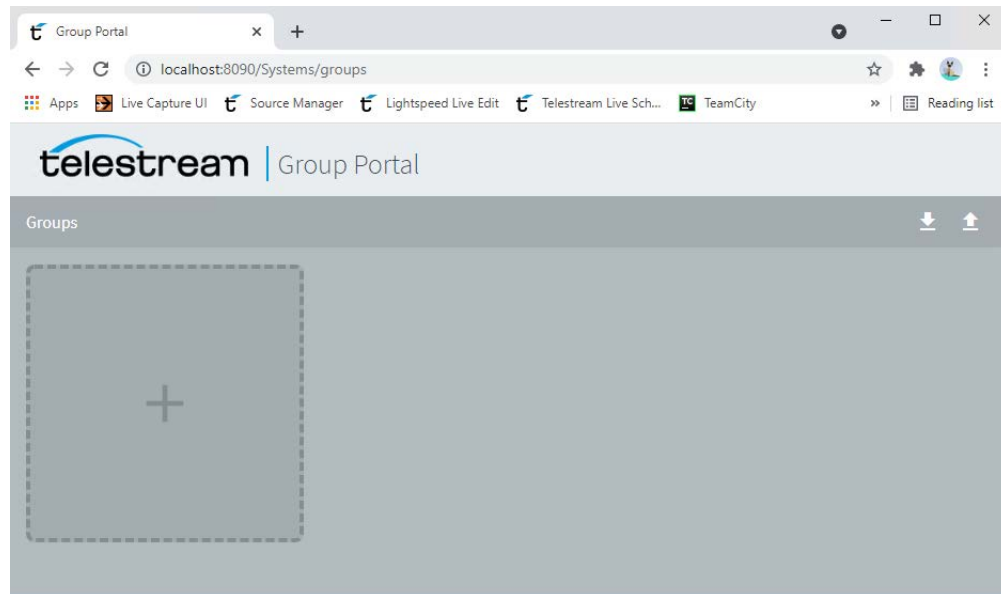 Group Portal
localhost:8090/Systems/groups
Apps Live Capture UI Source Manager Lightspeed Live Edit Telestream Live Sch... TC TeamCity » Reading list
telestream | Group Portal
Groups